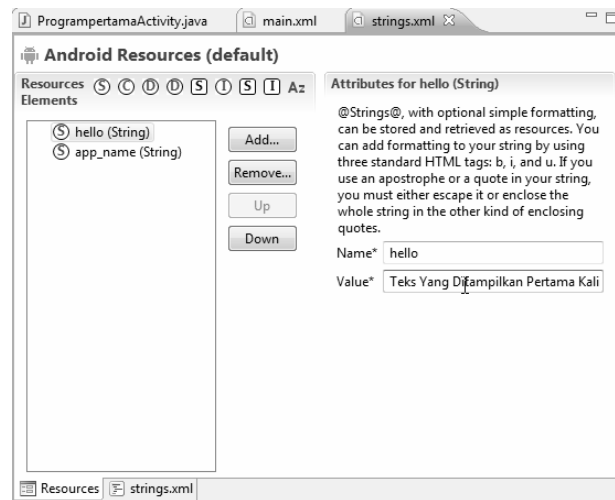 ProgrampertamaActivity.java main.xml strings.xml
Android Resources (default)
Resources Elements S C D D S I S I Az
S hello (String)
S app_name (String)
Add...
Remove...
Up
Down
Attributes for hello (String)
@Strings@, with optional simple formatting,
can be stored and retrieved as resources. You
can add formatting to your string by using
three standard HTML tags: b, i, and u. If you
use an apostrophe or a quote in your string,
you must either escape it or enclose the
whole string in the other kind of enclosing
quotes.
Name* hello
Value* Teks Yang Ditampilkan Pertama Kali
Resources strings.xml